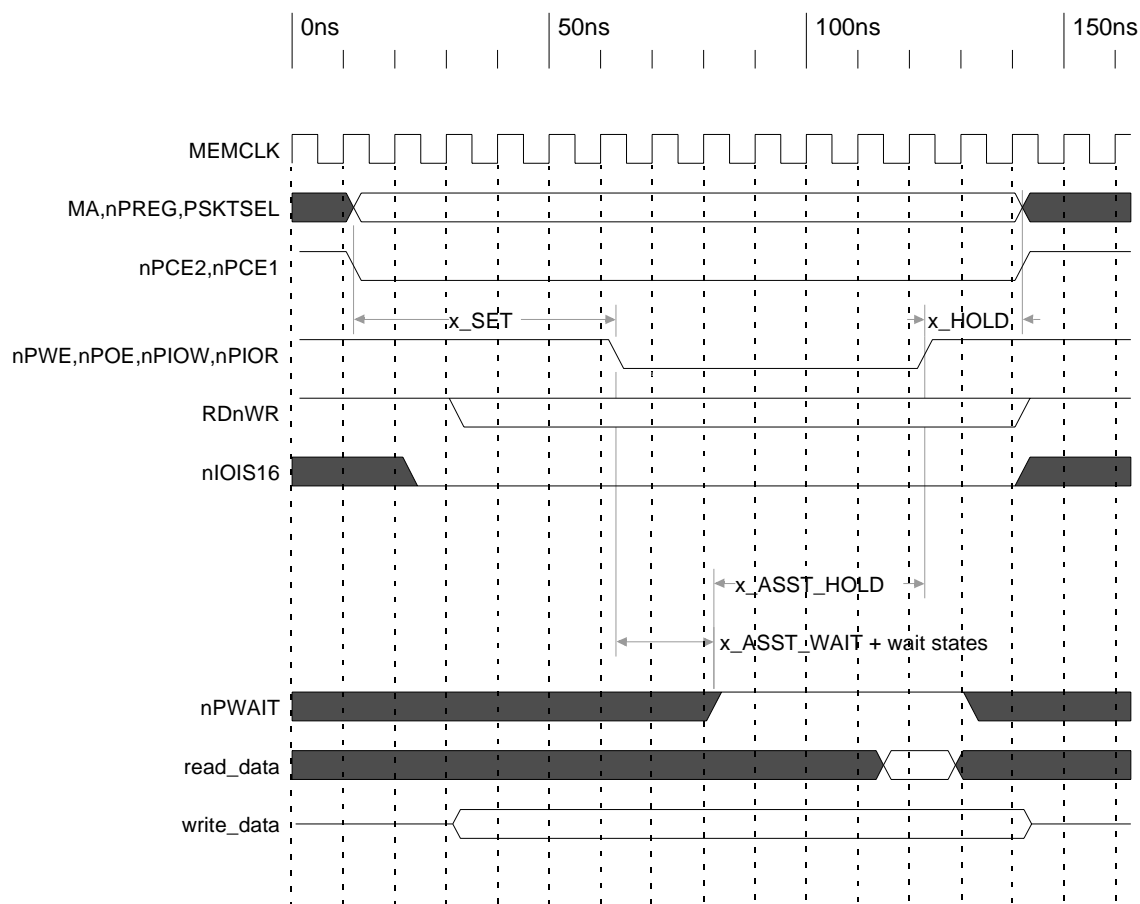 0ns 50ns 100ns 150ns
MEMCLK
MA,nPREG,PSKTSEL
nPCE2,nPCE1
x_SET x_HOLD
nPWE,nPOE,nPIOW,nPIOR
RDnWR
nIOIS16
x_ASST_HOLD
x_ASST_WAIT + wait states
nPWAIT
read_data
write_data